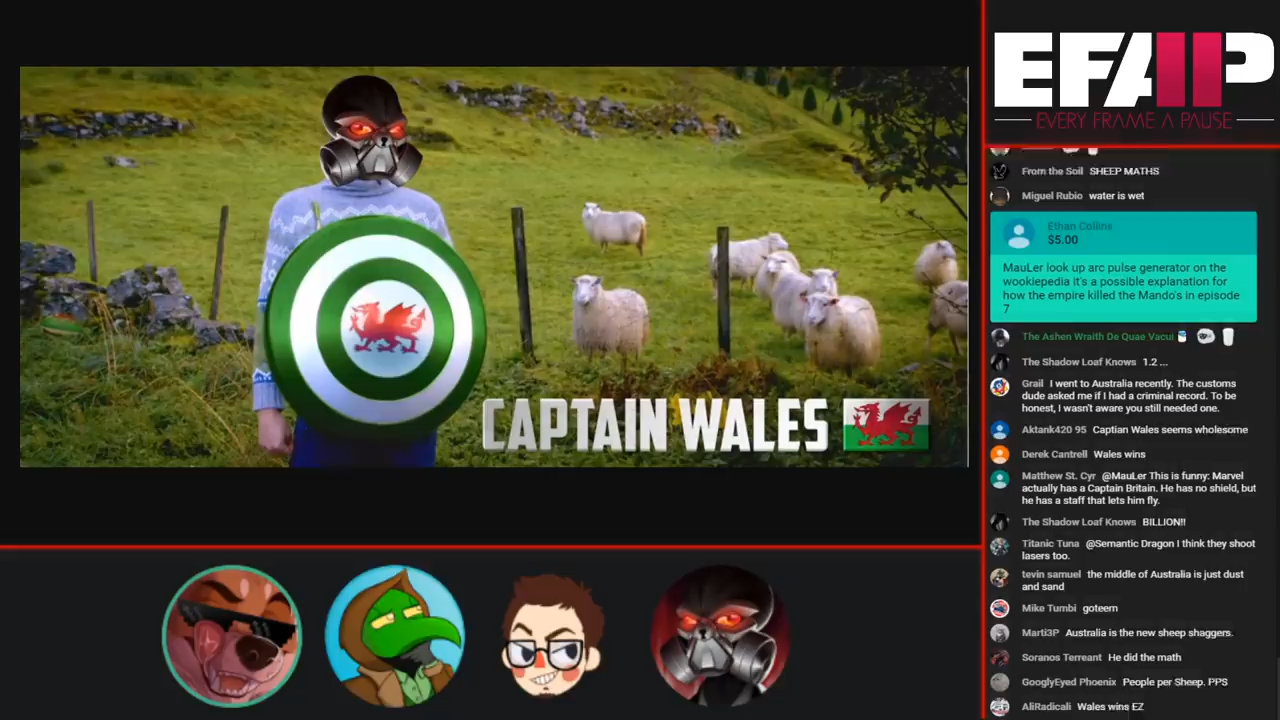 EFAP
EVERY FRAME A PAUSE
From the Soil SHEEP MATHS
Miguel Rubio water is wet
Ethan Collins
$5.00
MauLer look up arc pulse generator on the
wookiepedia it's a possible explanation for
how the empire killed the Mando's in episode
7
The Ashen Wraith De Quae Vacui
The Shadow Loaf Knows 1.2 ...
Grail I went to Australia recently. The customs
dude asked me if I had a criminal record. To be
honest, I wasn't aware you still needed one.
Aktank420 95 Captian Wales seems wholesome
Derek Cantrell Wales wins
Matthew St. Cyr @MauLer This is funny: Marvel
actually has a Captain Britain. He has no shield, but
he has a staff that lets him fly.
The Shadow Loaf Knows BILLION!!
Titanic Tuna @Semantic Dragon I think they shoot
lasers too.
tevin samuel the middle of Australia is just dust
and sand
Mike Tumbi goteem
Marti3P Australia is the new sheep shaggers.
Soranos Terreant He did the math
GooglyEyed Phoenix People per Sheep. PPS
AliRadicali Wales wins EZ
CAPTAIN WALES